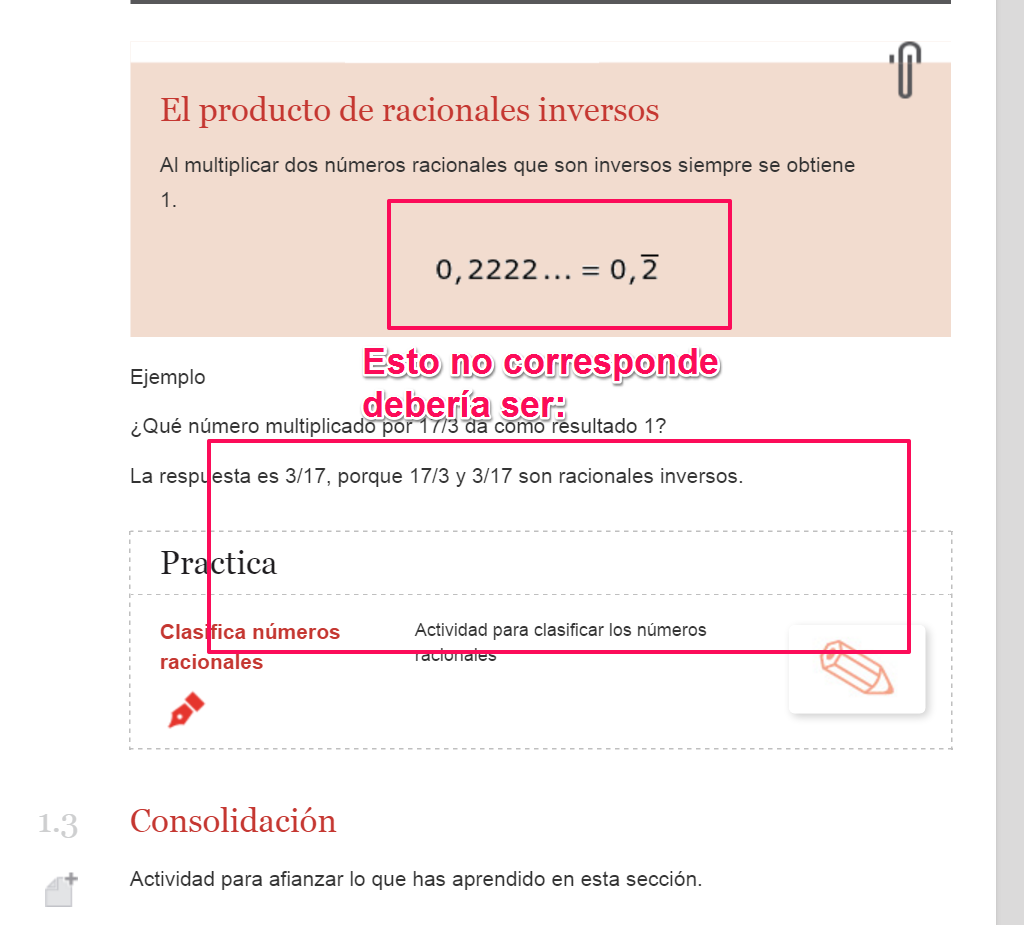 El producto de racionales inversos
Al multiplicar dos números racionales que son inversos siempre se obtiene
1.
0,2222... = 0,2̅
Esto no corresponde
debería ser:
Ejemplo
¿Qué número multiplicado por 17/3 da como resultado 1?
La respuesta es 3/17, porque 17/3 y 3/17 son racionales inversos.
Practica
Clasifica números
racionales
Actividad para clasificar los números
racionales
1.3 Consolidación
Actividad para afianzar lo que has aprendido en esta sección.